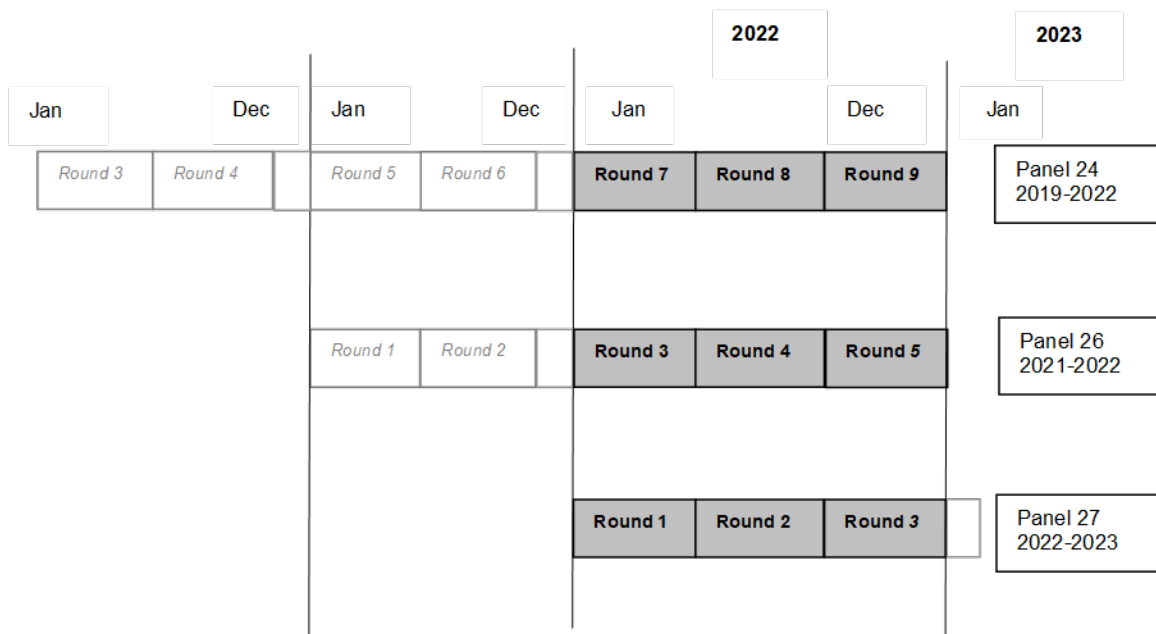 2022 2023
Jan Dec Jan Dec Jan Dec Jan
Round 3 Round 4 Round 5 Round 6 Round 7 Round 8 Round 9 Panel 24
2019-2022
Round 1 Round 2 Round 3 Round 4 Round 5 Panel 26
2021-2022
Round 1 Round 2 Round 3 Panel 27
2022-2023